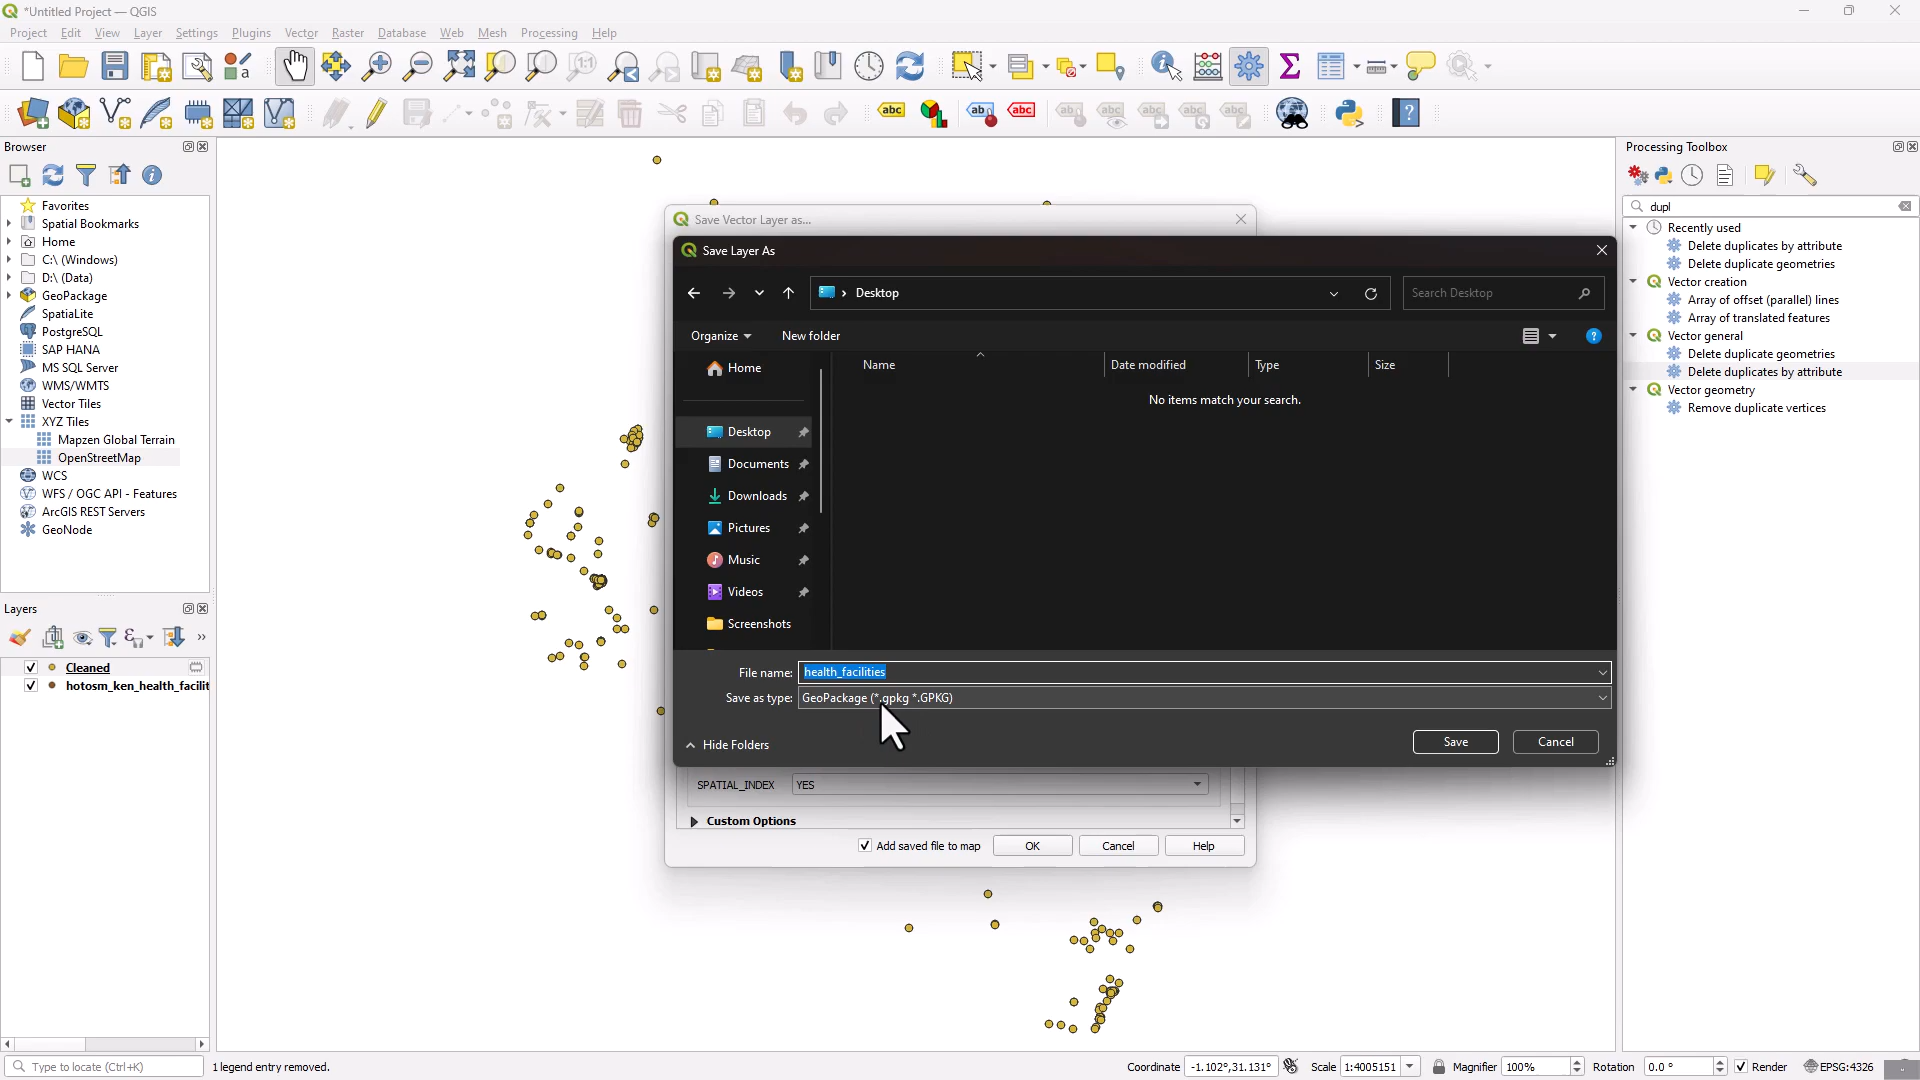 *Untitled Project — QGIS
Project Edit View Layer Settings Plugins Vector Raster Database Web Mesh Processing Help
abc abc abc
Browser
Favorites
Spatial Bookmarks
Home
C:\ (Windows)
D:\ (Data)
GeoPackage
SpatiaLite
PostgreSQL
SAP HANA
MS SQL Server
WMS/WMTS
Vector Tiles
XYZ Tiles
Mapzen Global Terrain
OpenStreetMap
WCS
WFS / OGC API - Features
ArcGIS REST Servers
GeoNode
Layers
Cleaned
hotosm_ken_health_facilit
Save Vector Layer as...
Save Layer As
Desktop
Search Desktop
Organize New folder
Home
Desktop
Documents
Downloads
Pictures
Music
Videos
Screenshots
Name Date modified Type Size
No items match your search.
File name: health_facilities
Save as type: GeoPackage (*.gpkg *.GPKG)
Hide Folders Save Cancel
SPATIAL_INDEX YES
Custom Options
Add saved file to map OK Cancel Help
Processing Toolbox
dupl
Recently used
Delete duplicates by attribute
Delete duplicate geometries
Vector creation
Array of offset (parallel) lines
Array of translated features
Vector general
Delete duplicate geometries
Delete duplicates by attribute
Vector geometry
Remove duplicate vertices
Type to locate (Ctrl+K) 1 legend entry removed. Coordinate -1.102°,31.131° Scale 1:4005151 Magnifier 100% Rotation 0.0 ° Render EPSG:4326